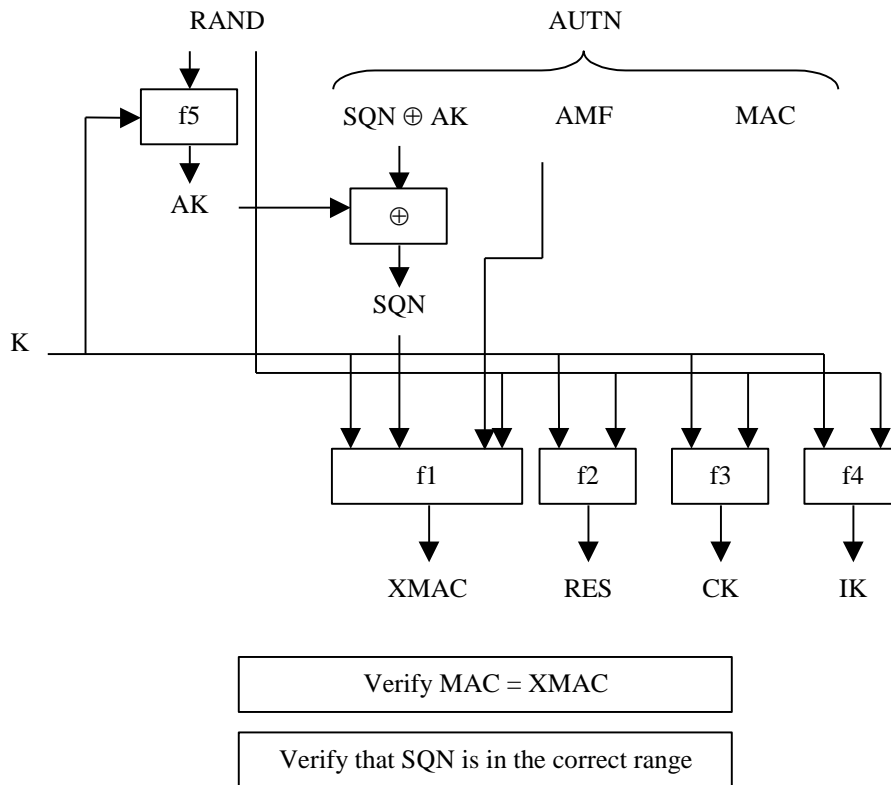 RAND AUTN
f5
SQN ⊕ AK AMF MAC
AK
⊕
SQN
K
f1 f2 f3 f4
XMAC RES CK IK
Verify MAC = XMAC
Verify that SQN is in the correct range